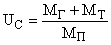 U_C = (M_Г + M_Т) / M_П